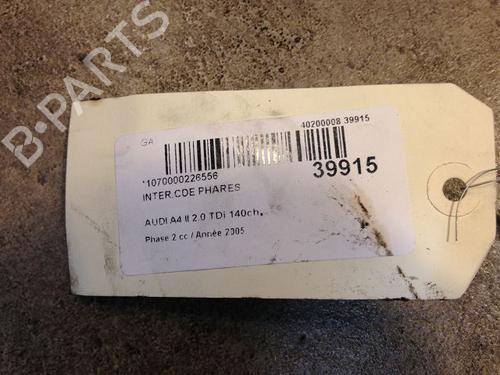 B-PARTS
GA
40200008 39915
*1070000226556
39915
INTER.CDE PHARES
AUDI A4 II 2.0 TDi 140ch.
Phase 2 cc / Année 2005